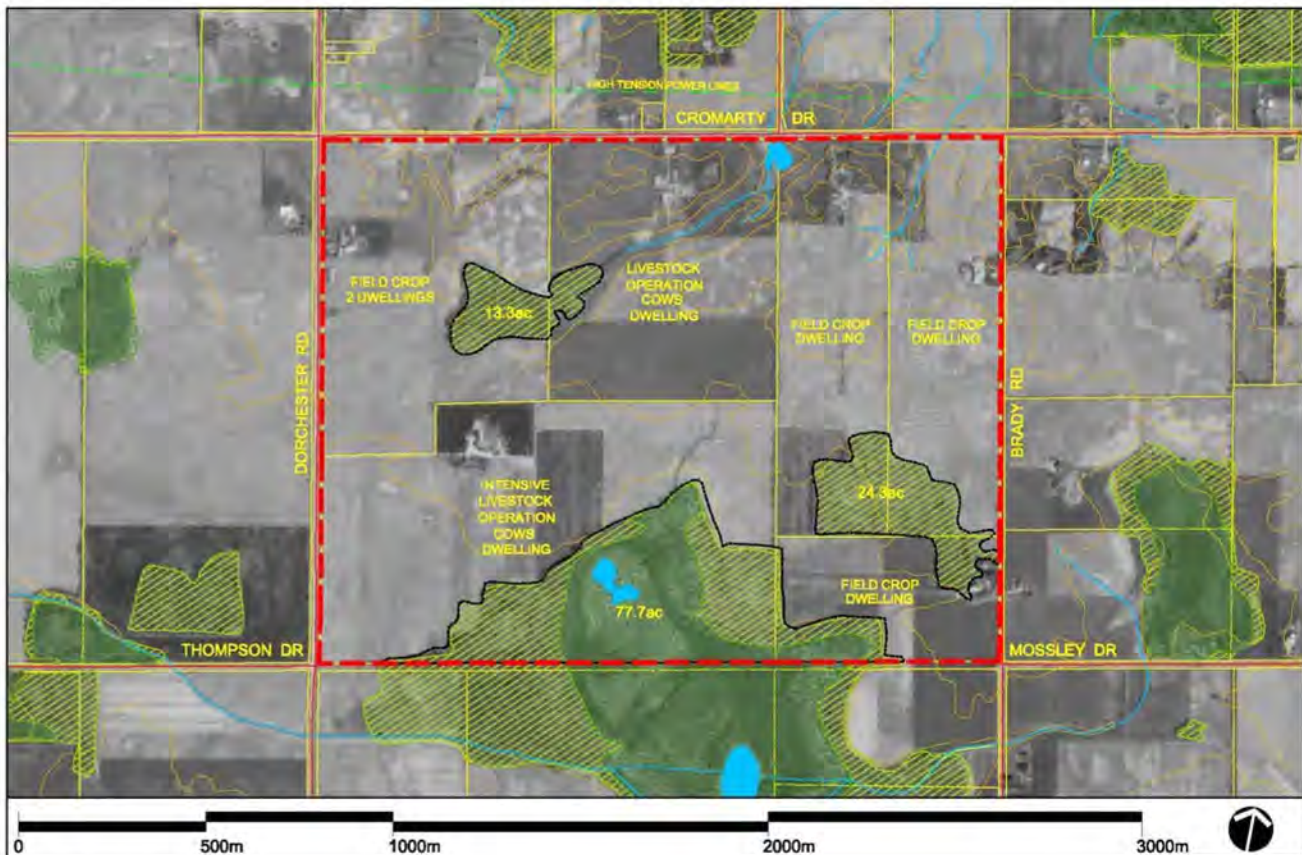 HIGH TENSION POWER LINES
CROMARTY DR
FIELD CROP
2 DWELLINGS
13.3ac
LIVESTOCK
OPERATION
COWS
DWELLING
FIELD CROP
DWELLING
FIELD CROP
DWELLING
DORCHESTER RD
BRADY RD
INTENSIVE
LIVESTOCK
OPERATION
COWS
DWELLING
24.3ac
77.7ac
FIELD CROP
DWELLING
THOMPSON DR
MOSSLEY DR
0 500m 1000m 2000m 3000m